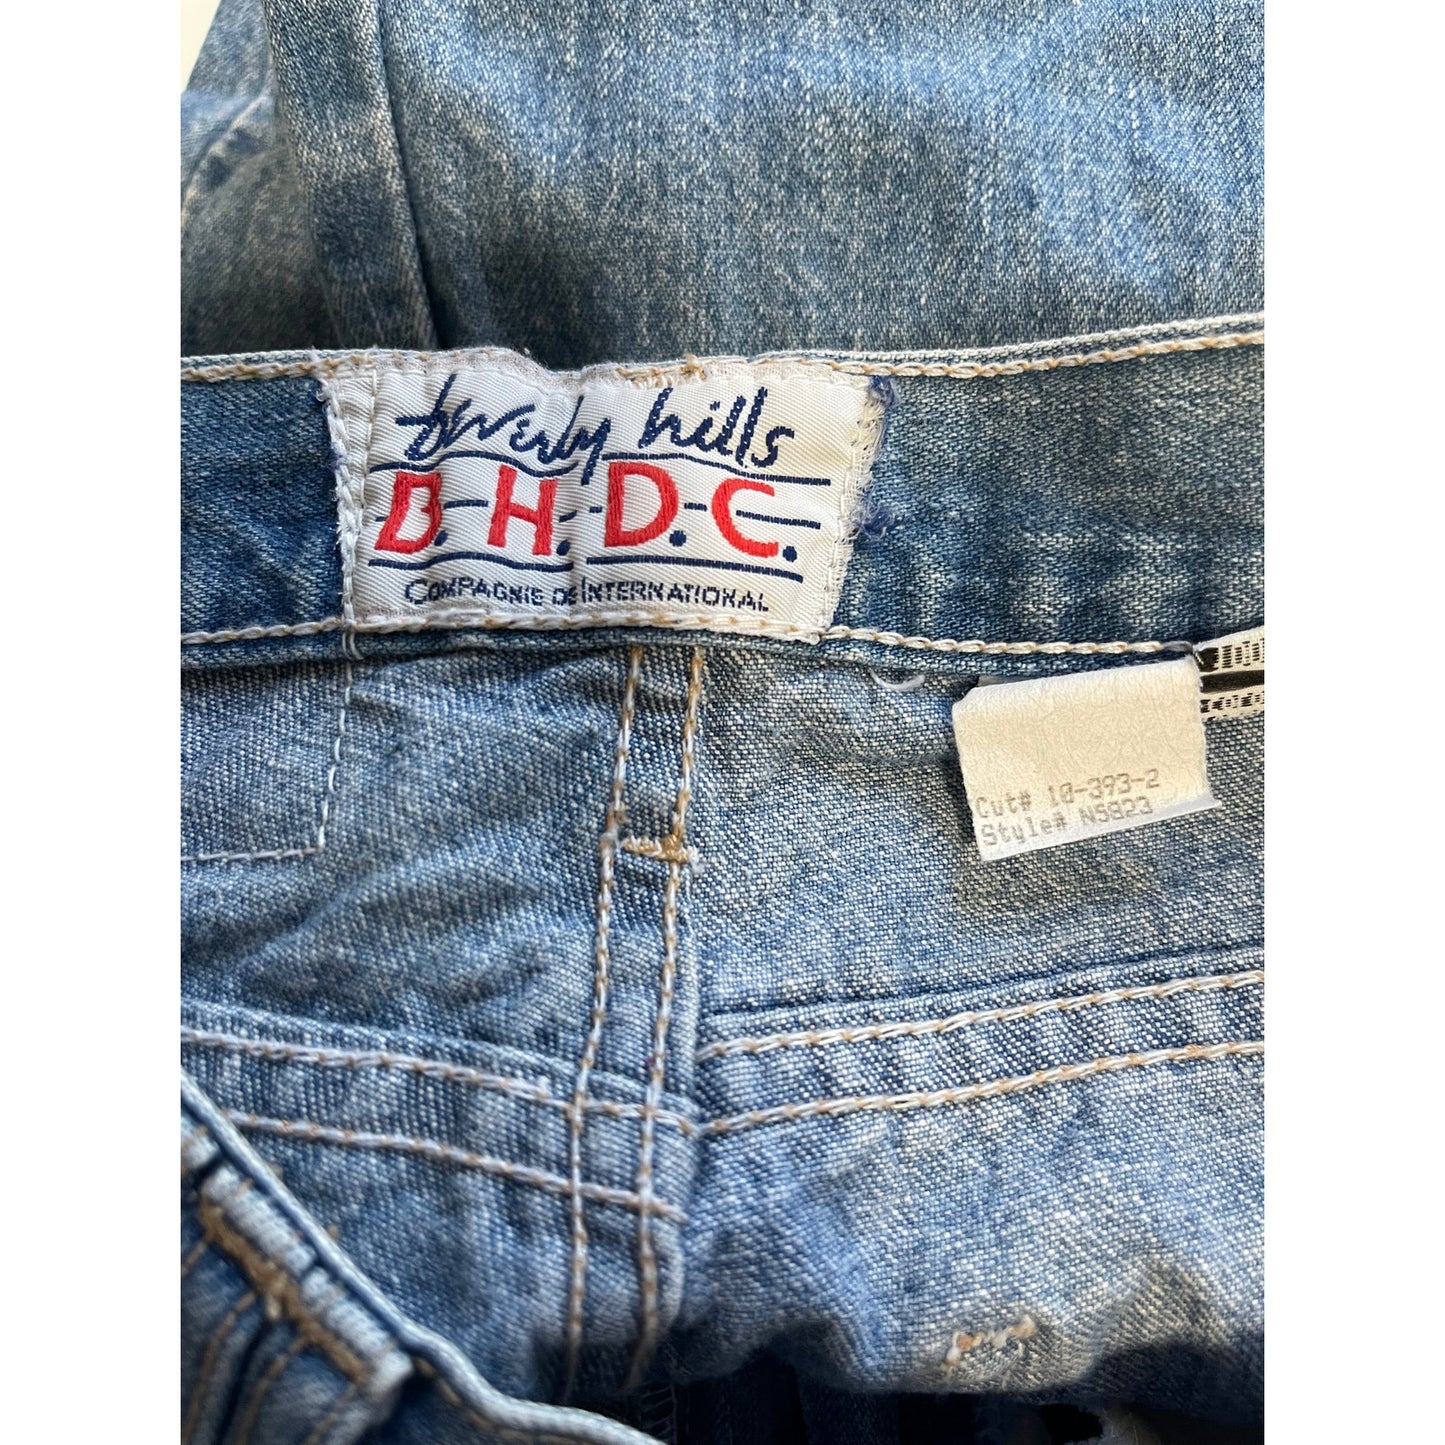 beverly hills
B.H.D.C.
COMPAGNIE DE INTERNATIONAL
Cut# 10-393-2
Style# N5823